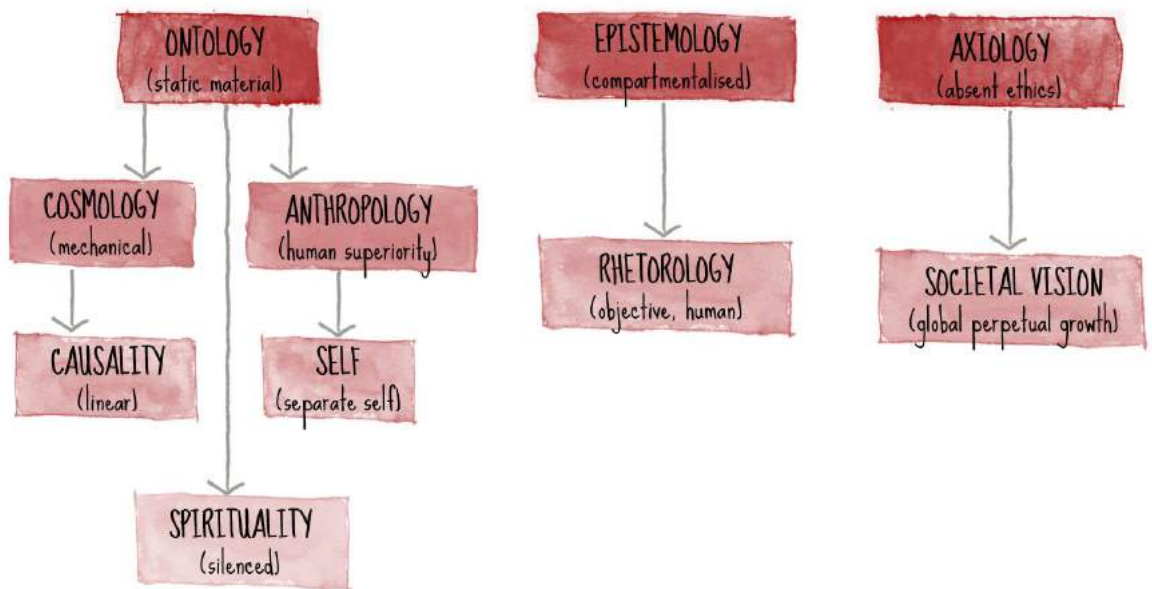 ONTOLOGY
(static material)
EPISTEMOLOGY
(compartmentalised)
AXIOLOGY
(absent ethics)
COSMOLOGY
(mechanical)
ANTHROPOLOGY
(human superiority)
RHETOROLOGY
(objective, human)
SOCIETAL VISION
(global perpetual growth)
CAUSALITY
(linear)
SELF
(separate self)
SPIRITUALITY
(silenced)